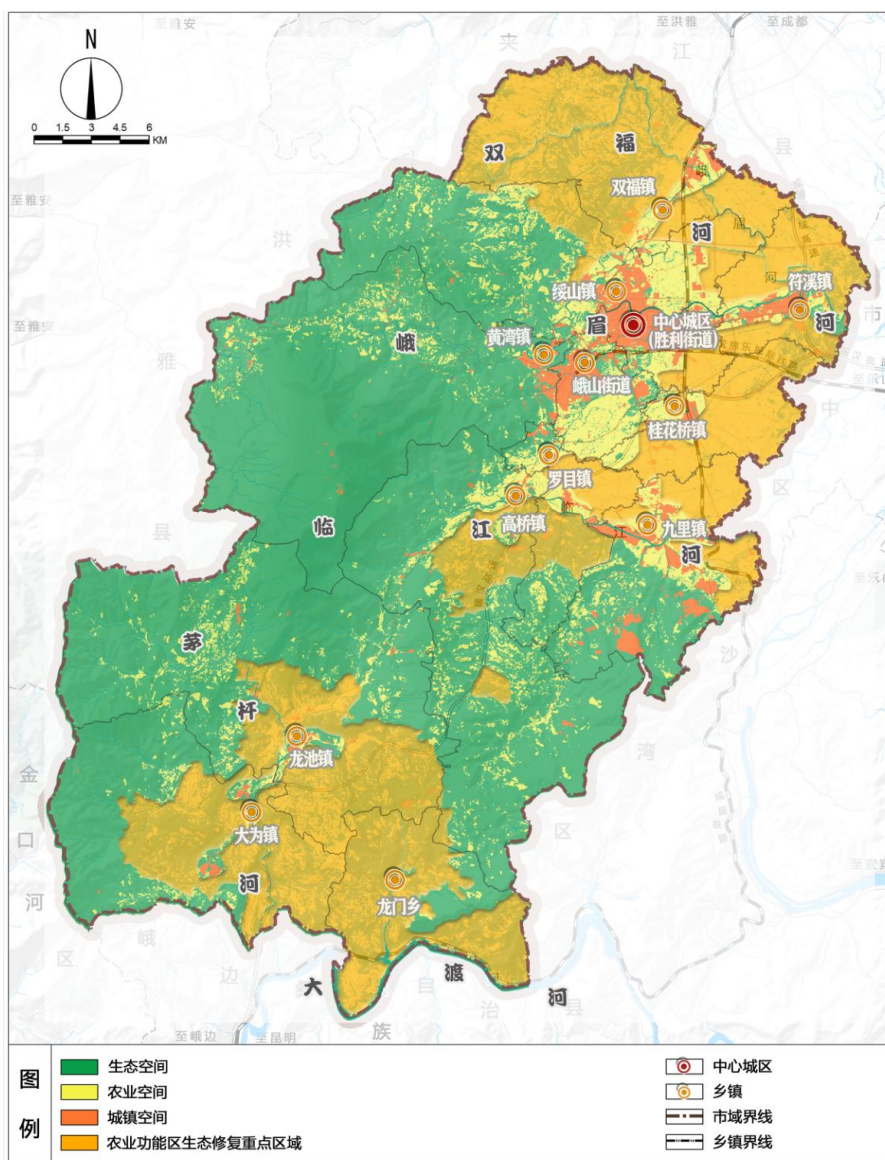 至雅安
至洪雅
至成都
N
夹
江
0 1.5 3 4.5 6
KM
双
福
县
双福镇
峨
至雅安
洪
河
眉
河
符溪镇
绥山镇
眉
中心城区
(胜利街道)
河
市
至雅安
峨
黄湾镇
雅
峨山街道
中
桂花桥镇
罗目镇
区
临
高桥镇
江
临
江
九里镇
县
河
茅
沙
杆
龙池镇
湾
金
大为镇
口
区
河
河
龙门乡
峨
区
边
大
渡
自
河
治
县
族
至峨边
至昆明
图
例
生态空间
农业空间
城镇空间
农业功能区生态修复重点区域
中心城区
乡镇
市域界线
乡镇界线